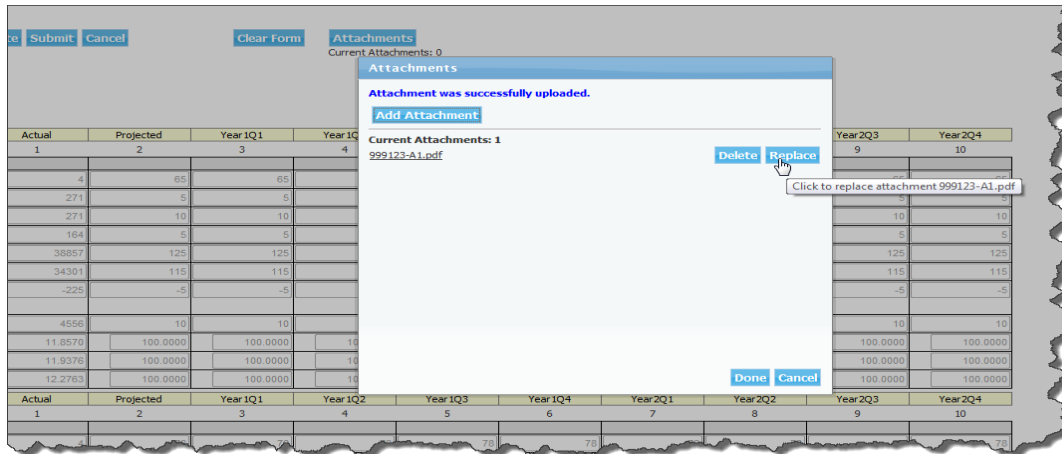 te Submit Cancel Clear Form Attachments
Current Attachments: 0
Attachments
Attachment was successfully uploaded.
Add Attachment
Current Attachments: 1
999123-A1.pdf Delete Replace
Click to replace attachment 999123-A1.pdf
Done Cancel
Actual Projected Year1Q1 Year1Q Year2Q3 Year2Q4
1 2 3 4 9 10
4 65 65
271 5 5 5 5
271 10 10 10 10
164 5 5 5 5
38857 125 125 125 125
34301 115 115 115 115
-225 -5 -5 -5 -5
4556 10 10 10 10
11.8570 100.0000 100.0000 10 100.0000 100.0000
11.9376 100.0000 100.0000 10 100.0000 100.0000
12.2763 100.0000 100.0000 10 100.0000 100.0000
Actual Projected Year1Q1 Year1Q2 Year1Q3 Year1Q4 Year2Q1 Year2Q2 Year2Q3 Year2Q4
1 2 3 4 5 6 7 8 9 10
4 78 78 78 78